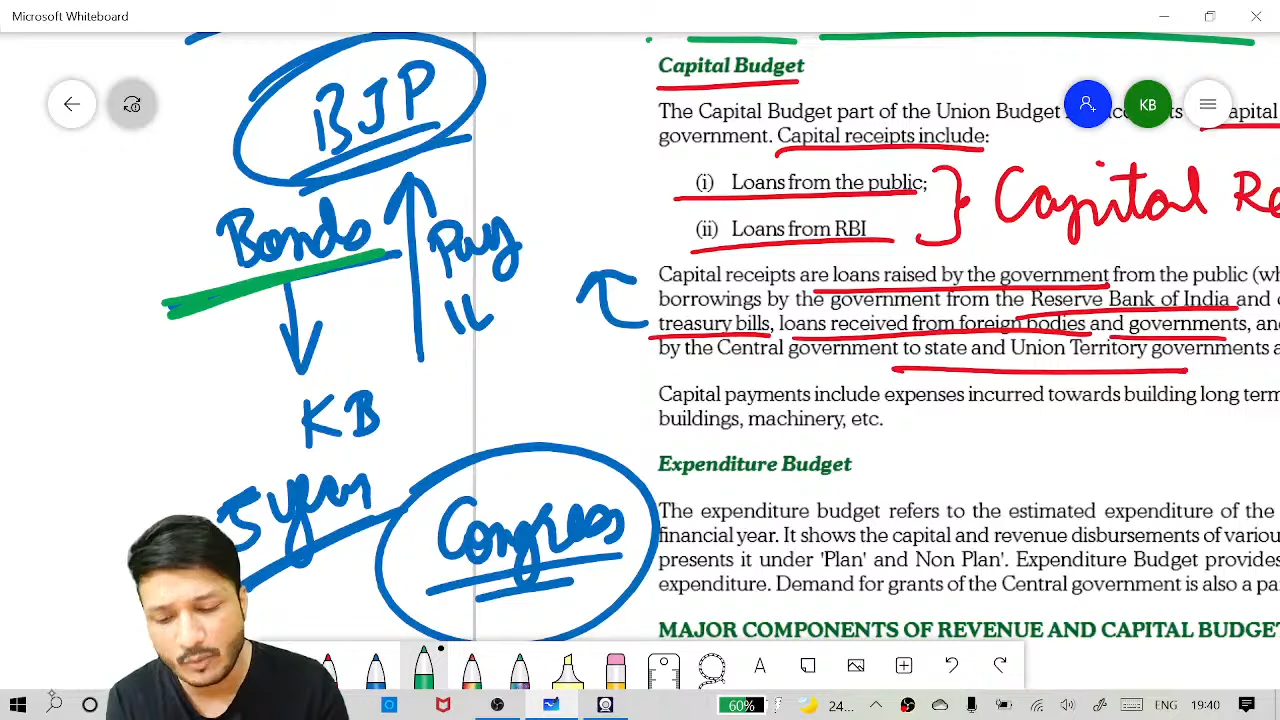 Microsoft Whiteboard
BJP
Bonds
Pay
KB
5 year
Congress
Capital Budget
The Capital Budget part of the Union Budget
government. Capital receipts include:
(i) Loans from the public;
(ii) Loans from RBI
Capital
Capital receipts are loans raised by the government from the public
borrowings by the government from the Reserve Bank of India and
treasury bills, loans received from foreign bodies and governments,
by the Central government to state and Union Territory governments
Capital payments include expenses incurred towards building long term
buildings, machinery, etc.
Expenditure Budget
The expenditure budget refers to the estimated expenditure of the
financial year. It shows the capital and revenue disbursements of
presents it under 'Plan' and Non Plan'. Expenditure Budget provides
expenditure. Demand for grants of the Central government is also a
MAJOR COMPONENTS OF REVENUE AND CAPITAL
KB
60%
24...
ENG
19:40